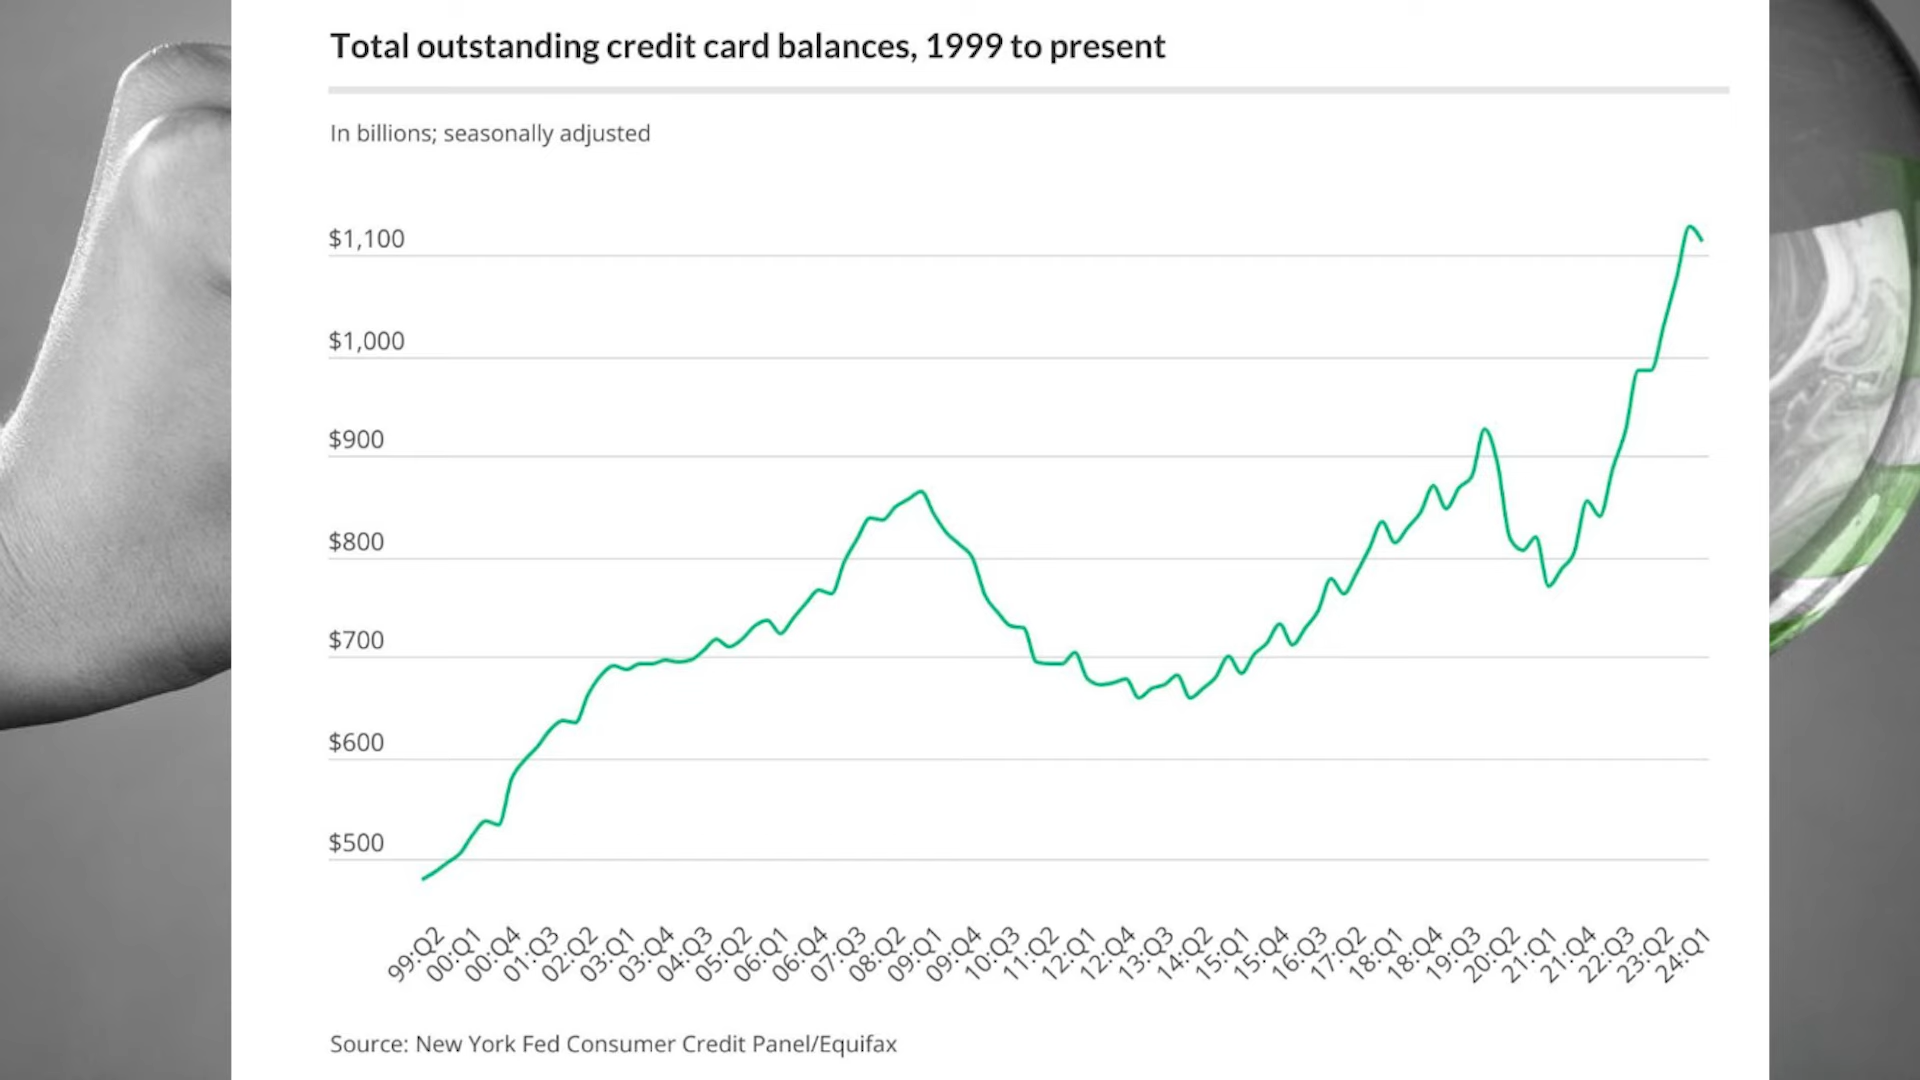 Total outstanding credit card balances, 1999 to present
In billions; seasonally adjusted
$1,100
$1,000
$900
$800
$700
$600
$500
99:Q2 00:Q1 00:Q4 01:Q3 02:Q2 03:Q1 03:Q4 04:Q3 05:Q2 06:Q1 06:Q4 07:Q3 08:Q2 09:Q1 09:Q4 10:Q3 11:Q2 12:Q1 12:Q4 12:Q4 13:Q3 14:Q2 15:Q1 15:Q4 16:Q3 16:Q2 17:Q1 18:Q4 18:Q4 19:Q3 20:Q2 21:Q1 21:Q4 22:Q3 23:Q2 24:Q1
Source: New York Fed Consumer Credit Panel/Equifax